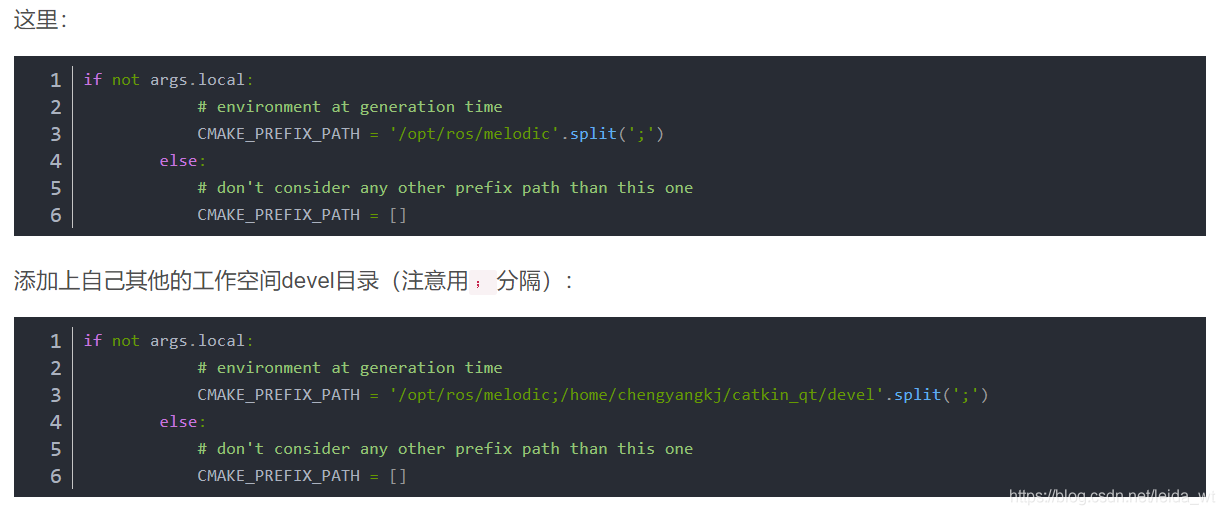 这里：
1 if not args.local:
2 # environment at generation time
3 CMAKE_PREFIX_PATH = '/opt/ros/melodic'.split(';')
4 else:
5 # don't consider any other prefix path than this one
6 CMAKE_PREFIX_PATH = []
添加上自己其他的工作空间devel目录（注意用；分隔）:
1 if not args.local:
2 # environment at generation time
3 CMAKE_PREFIX_PATH = '/opt/ros/melodic;/home/chengyangkj/catkin_qt/devel'.split(';')
4 else:
5 # don't consider any other prefix path than this one
6 CMAKE_PREFIX_PATH = []
https://blog.csdn.net/leida_wt